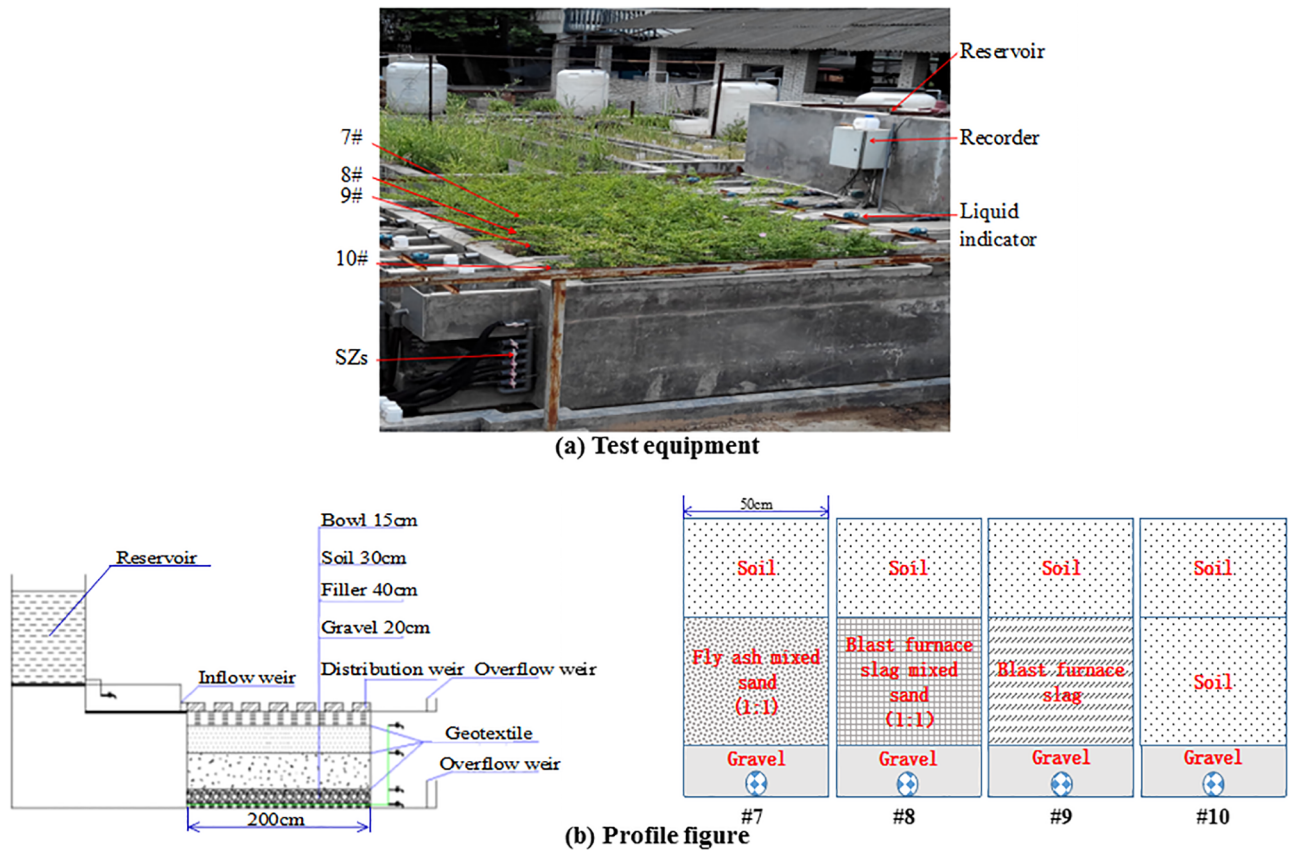 Reservoir
7#
Recorder
8#
9#
Liquid
indicator
10#
SZs
(a) Test equipment
Bowl 15cm
Soil 30cm
Filler 40cm
Gravel 20cm
Reservoir
Inflow weir
Distribution weir
Overflow weir
Geotextile
Overflow weir
200cm
50cm
Soil
Soil
Soil
Soil
Fly ash mixed
sand
(1:1)
Blast furnace
slag mixed
sand
(1:1)
Blast furnace
slag
Soil
Gravel
Gravel
Gravel
Gravel
#7
#8
#9
#10
(b) Profile figure